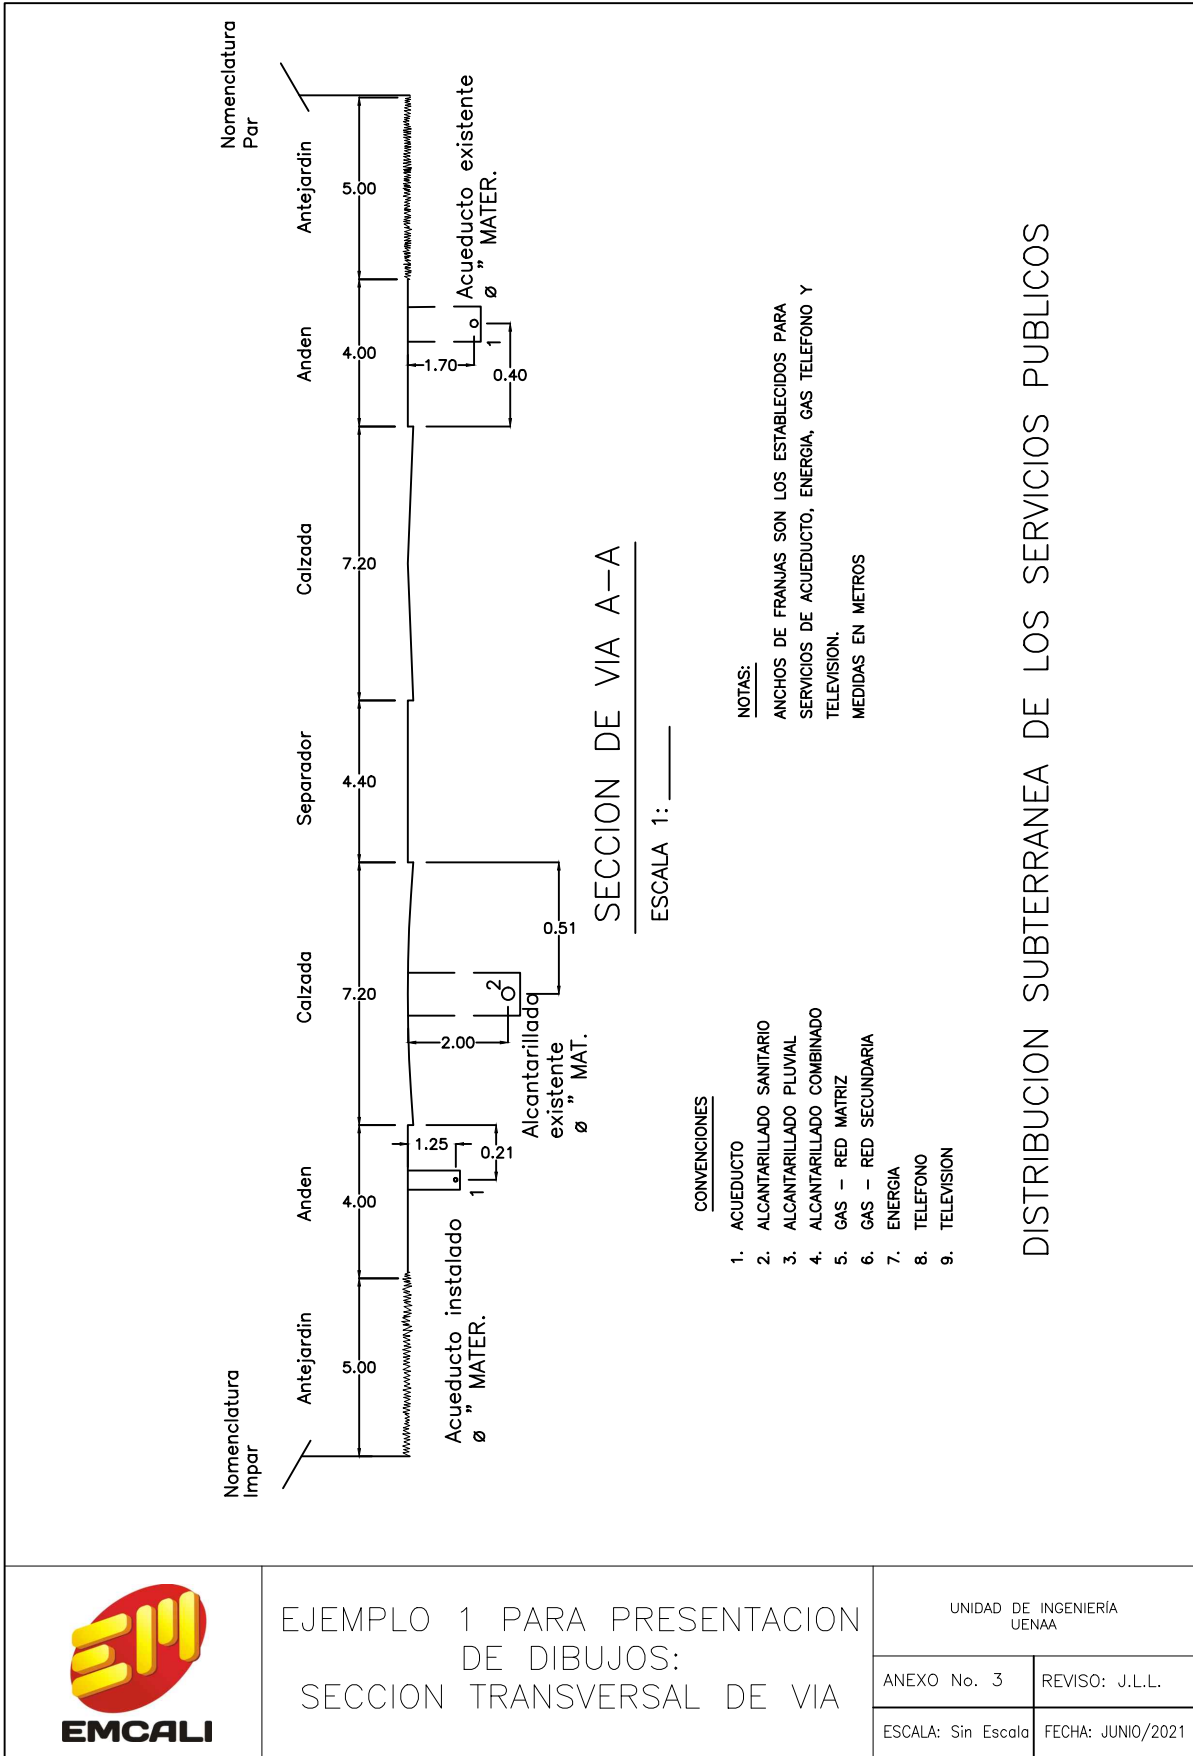 Nomenclatura
Impar
Nomenclatura
Par
Antejardin
Anden
Calzada
Separador
Calzada
Anden
Antejardin
5.00
4.00
7.20
4.40
7.20
4.00
5.00
Acueducto instalado
ø " MATER.
1.25
0.21
1
Alcantarillado
existente
ø " MAT.
2.00
2
0.51
Acueducto existente
ø " MATER.
1.70
1
0.40
SECCION DE VIA A-A
ESCALA 1:
CONVENCIONES
1. ACUEDUCTO
2. ALCANTARILLADO SANITARIO
3. ALCANTARILLADO PLUVIAL
4. ALCANTARILLADO COMBINADO
5. GAS - RED MATRIZ
6. GAS - RED SECUNDARIA
7. ENERGIA
8. TELEFONO
9. TELEVISION
NOTAS:
ANCHOS DE FRANJAS SON LOS ESTABLECIDOS PARA
SERVICIOS DE ACUEDUCTO, ENERGIA, GAS TELEFONO Y
TELEVISION.
MEDIDAS EN METROS
DISTRIBUCION SUBTERRANEA DE LOS SERVICIOS PUBLICOS
EM
EMCALI
EJEMPLO 1 PARA PRESENTACION
DE DIBUJOS:
SECCION TRANSVERSAL DE VIA
UNIDAD DE INGENIERÍA
UENAA
ANEXO No. 3
REVISO: J.L.L.
ESCALA: Sin Escala
FECHA: JUNIO/2021